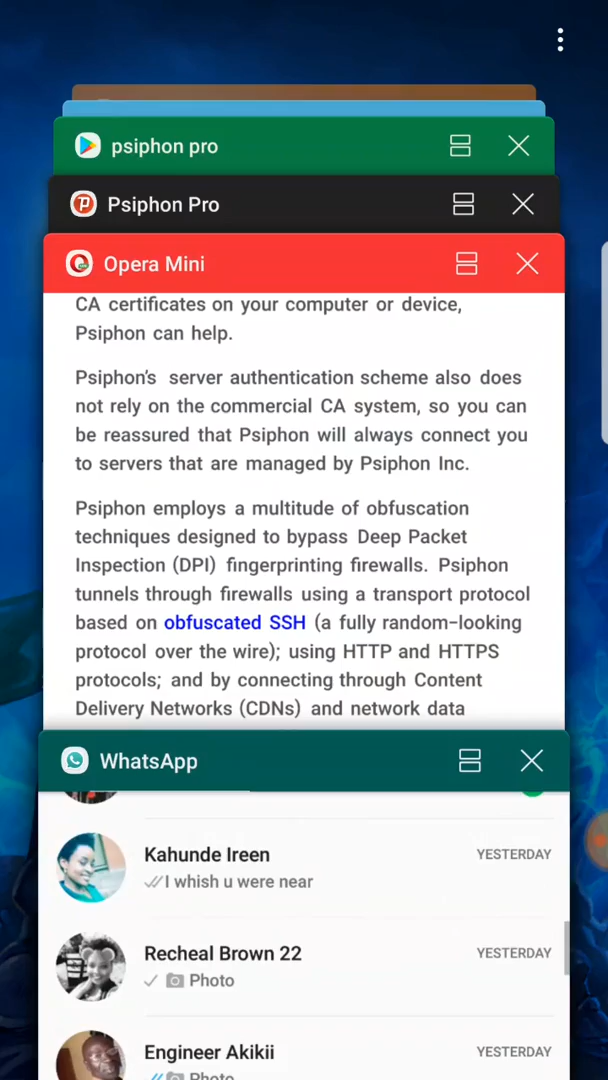 psiphon pro
Psiphon Pro
Opera Mini
CA certificates on your computer or device,
Psiphon can help.
Psiphon's server authentication scheme also does
not rely on the commercial CA system, so you can
be reassured that Psiphon will always connect you
to servers that are managed by Psiphon Inc.
Psiphon employs a multitude of obfuscation
techniques designed to bypass Deep Packet
Inspection (DPI) fingerprinting firewalls. Psiphon
tunnels through firewalls using a transport protocol
based on obfuscated SSH (a fully random-looking
protocol over the wire); using HTTP and HTTPS
protocols; and by connecting through Content
Delivery Networks (CDNs) and network data
WhatsApp
Kahunde Ireen YESTERDAY
I whish u were near
Recheal Brown 22 YESTERDAY
Photo
Engineer Akikii YESTERDAY
Photo